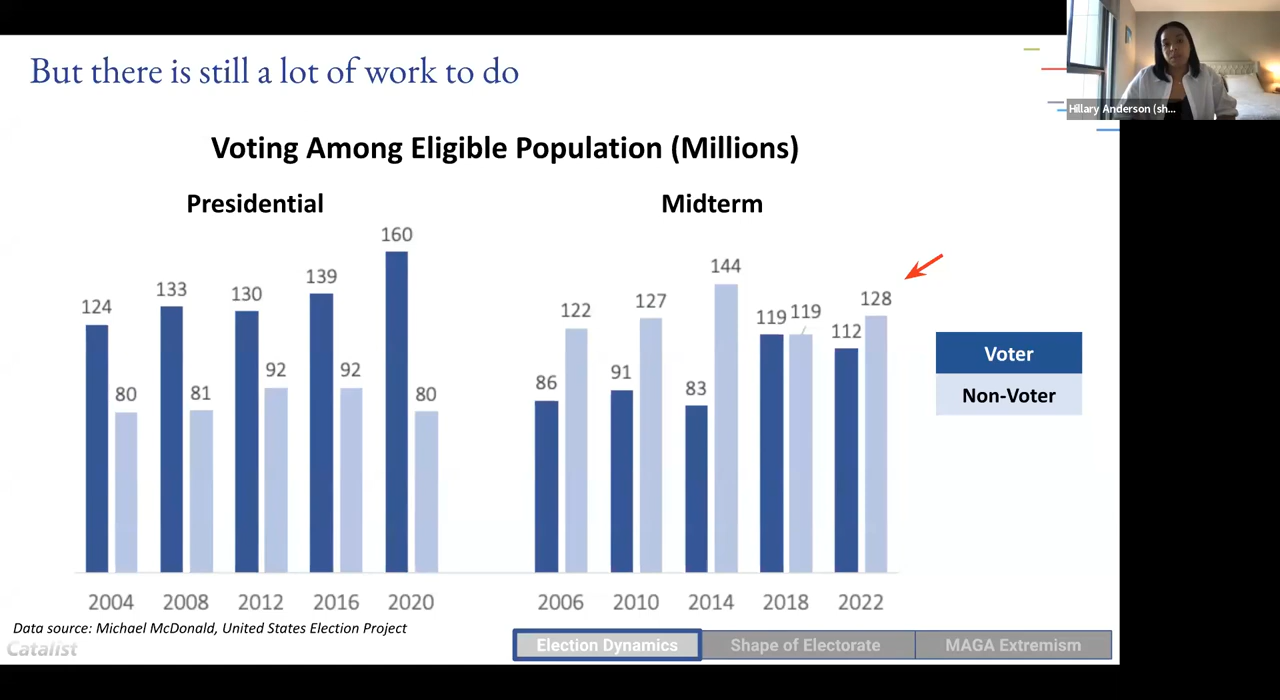 But there is still a lot of work to do
Hillary Anderson (sh...
Voting Among Eligible Population (Millions)
Presidential
Midterm
124
80
133
81
130
92
139
92
160
80
86
122
91
127
83
144
119
119
112
128
Voter
Non-Voter
2004 2008 2012 2016 2020
2006 2010 2014 2018 2022
Data source: Michael McDonald, United States Election Project
Catalist
Election Dynamics
Shape of Electorate
MAGA Extremism